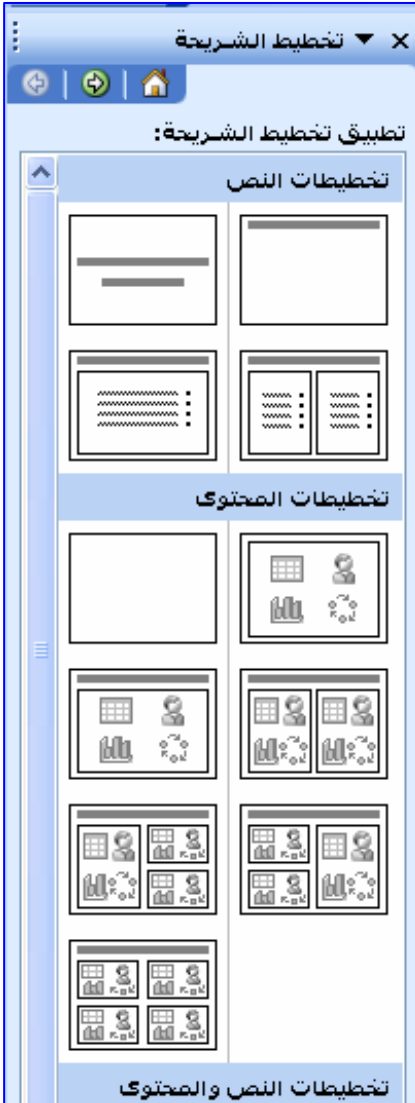 تخطيط الشريحة
تطبيق تخطيط الشريحة:
تخطيطات النص
تخطيطات المحتوى
تخطيطات النص والمحتوى